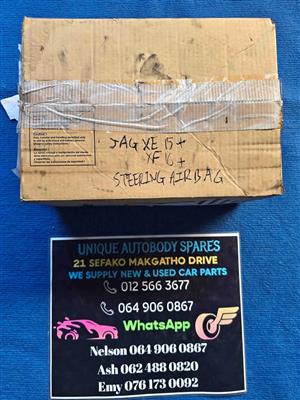 JAG XE 15+
XF 16+
STEERING AIRBAG
UNIQUE AUTOBODY SPARES
21 SEFAKO MAKGATHO DRIVE
WE SUPPLY NEW & USED CAR PARTS
012 566 3677
064 906 0867
WhatsApp
Nelson 064 906 0867
Ash 062 488 0820
Emy 076 173 0092